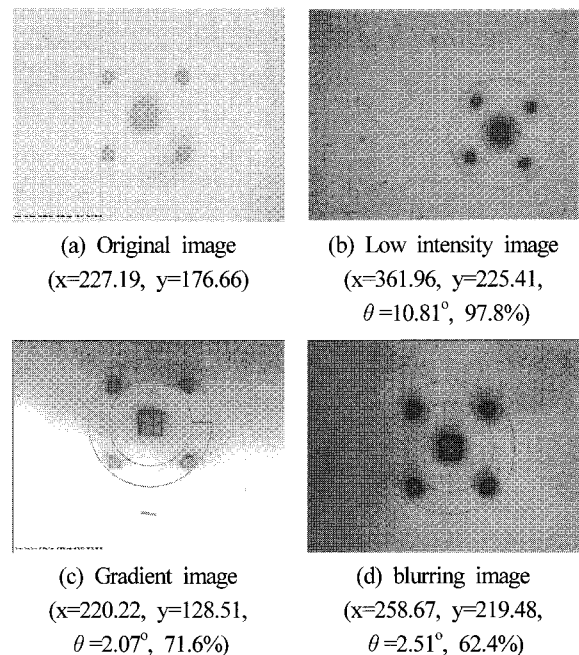 (a) Original image
(x=227.19, y=176.66)
(b) Low intensity image
(x=361.96, y=225.41,
θ=10.81°, 97.8%)
(c) Gradient image
(x=220.22, y=128.51,
θ=2.07°, 71.6%)
(d) blurring image
(x=258.67, y=219.48,
θ=2.51°, 62.4%)